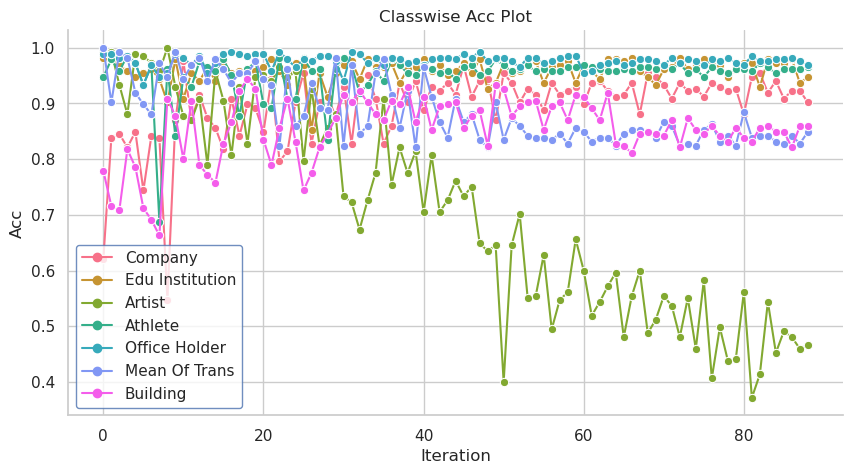 Classwise Acc Plot
1.0
0.9
0.8
0.7
0.6
0.5
0.4
Acc
Company
Edu Institution
Artist
Athlete
Office Holder
Mean Of Trans
Building
0 20 40 60 80
Iteration